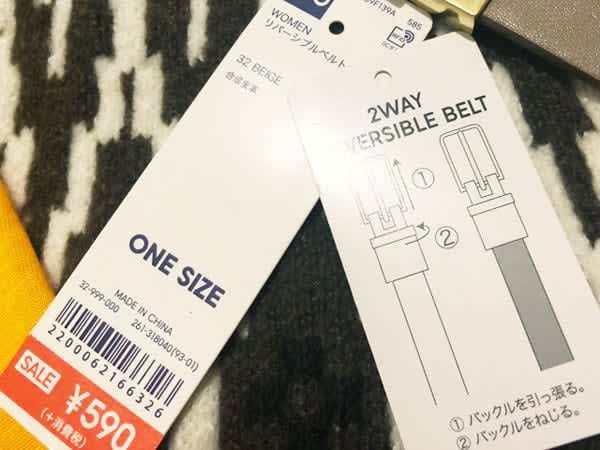 WOMEN
リバーシブルベルト
585
32 BEIGE
合成皮革
ONE SIZE
MADE IN CHINA
32-999-000
261-318040(93-01)
2200062166326
SALE
¥590
(+消費税)
2WAY
VERSIBLE BELT
①
②
① バックルを引っ張る。
② バックルをねじる。